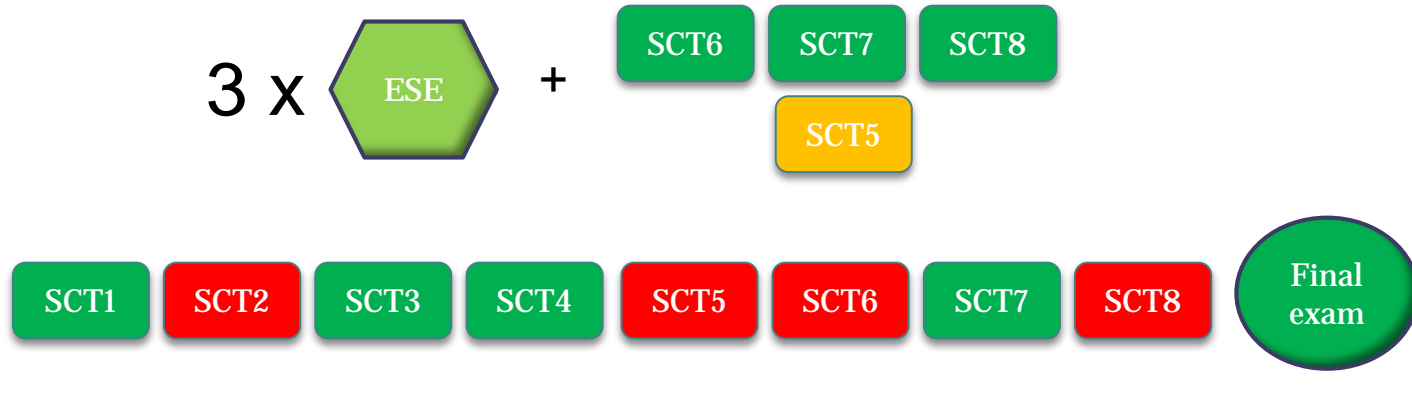 3 x ESE + SCT6 SCT7 SCT8
SCT5
SCT1 SCT2 SCT3 SCT4 SCT5 SCT6 SCT7 SCT8 Final
exam